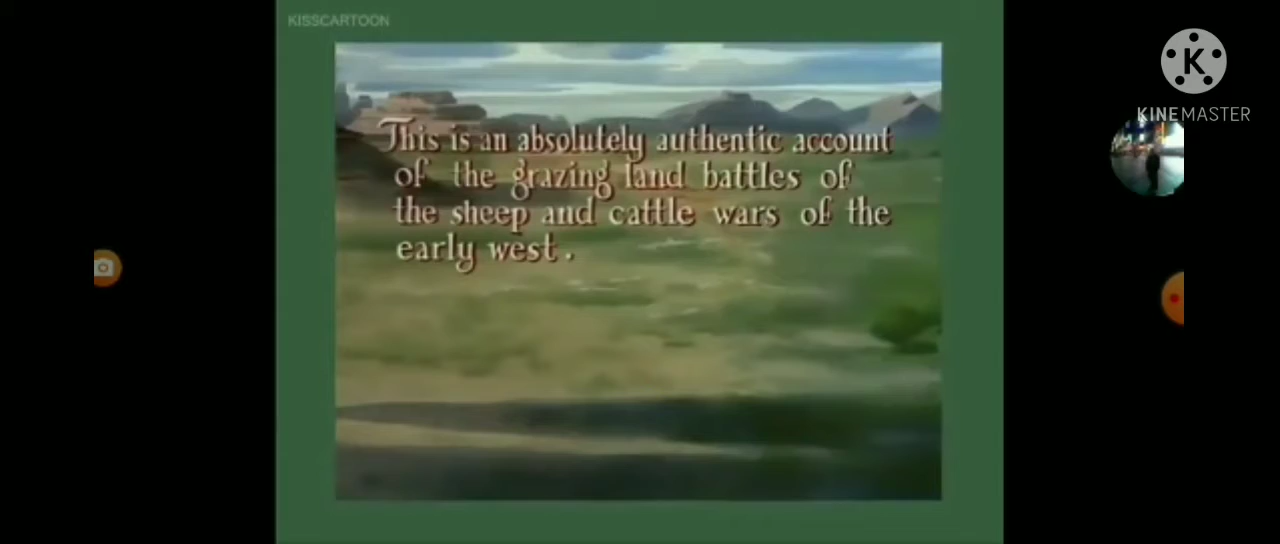 KISSCARTOON
K
KINEMASTER
This is an absolutely authentic account
of the grazing land battles of
the sheep and cattle wars of the
early west.